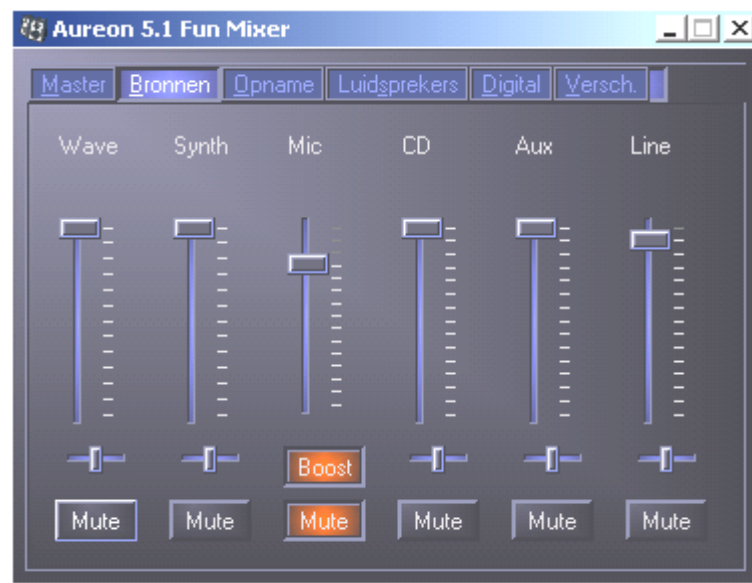 Aureon 5.1 Fun Mixer
Master Bronnen Opname Luidsprekers Digital Versch.
Wave Synth Mic CD Aux Line
Boost
Mute Mute Mute Mute Mute Mute